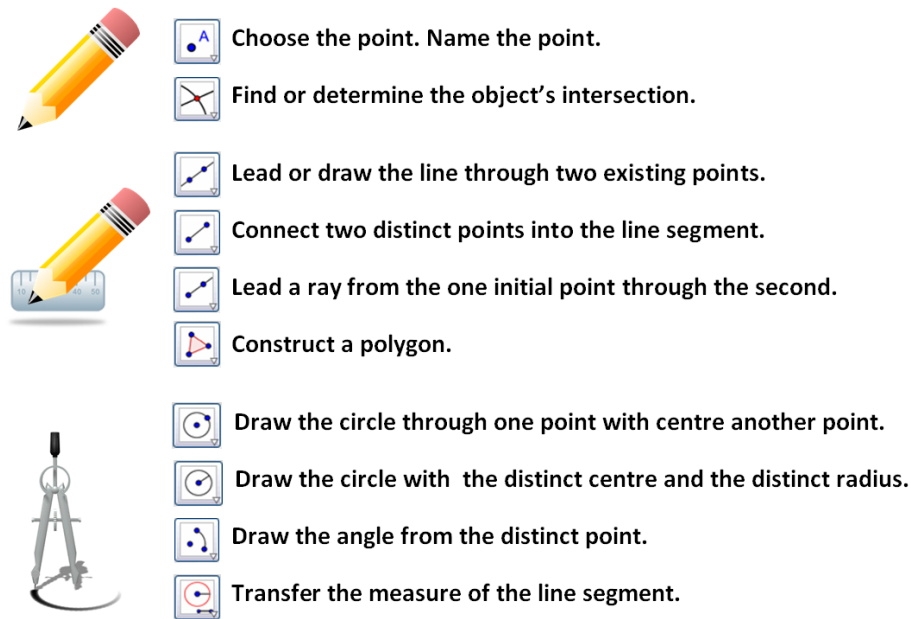 A
Choose the point. Name the point.
Find or determine the object's intersection.
Lead or draw the line through two existing points.
Connect two distinct points into the line segment.
10 40 50
Lead a ray from the one initial point through the second.
Construct a polygon.
Draw the circle through one point with centre another point.
Draw the circle with the distinct centre and the distinct radius.
Draw the angle from the distinct point.
Transfer the measure of the line segment.